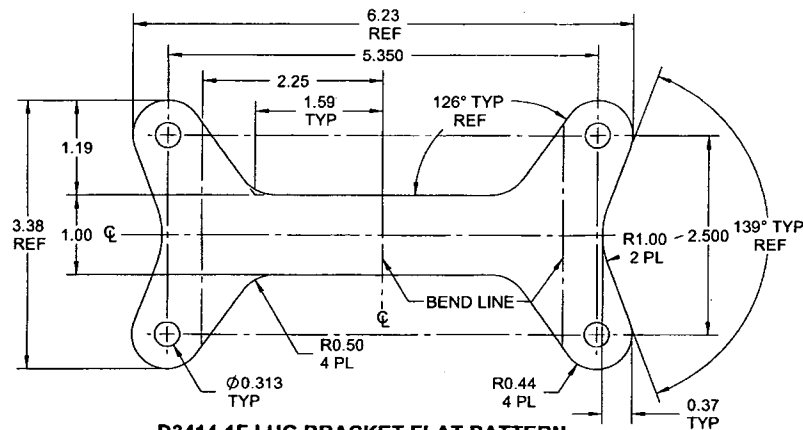 6.23
REF
5.350
2.25
1.59
TYP
126° TYP
REF
1.19
3.38
REF
1.00
R1.00
2 PL
2.500
139° TYP
REF
BEND LINE
R0.50
4 PL
Ø0.313
TYP
R0.44
4 PL
0.37
TYP
D3414-15 LUG BRACKET FLAT PATTERN